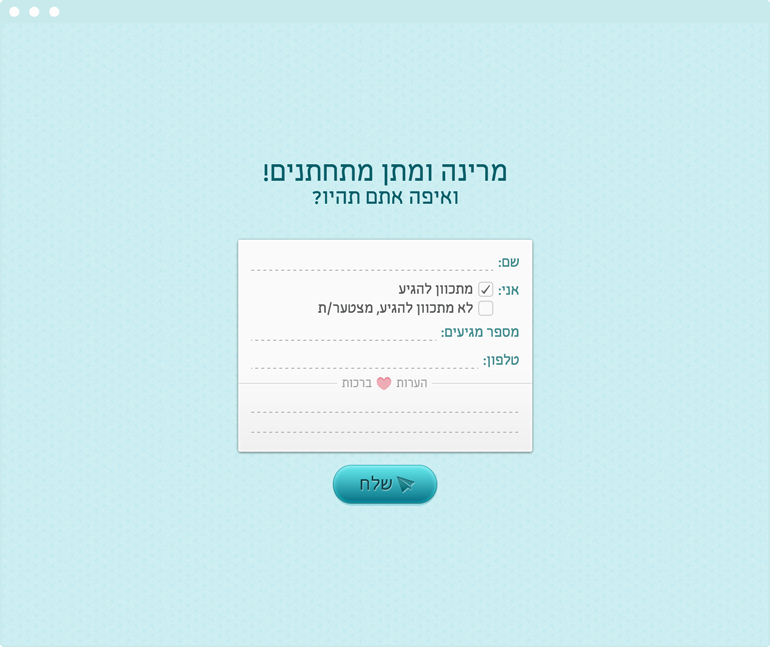 מרינה ומתן מתחתנים!
ואיפה אתם תהיו?
שם:
אני: מתכוון להגיע
לא מתכוון להגיע, מצטער/ת
מספר מגיעים:
טלפון:
הערות ברכות
שלח